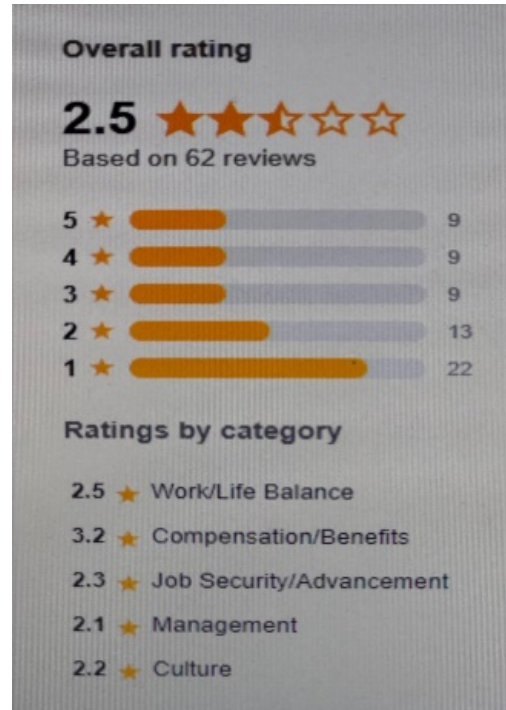 Overall rating
2.5
Based on 62 reviews
5 9
4 9
3 9
2 13
1 22
Ratings by category
2.5 Work/Life Balance
3.2 Compensation/Benefits
2.3 Job Security/Advancement
2.1 Management
2.2 Culture